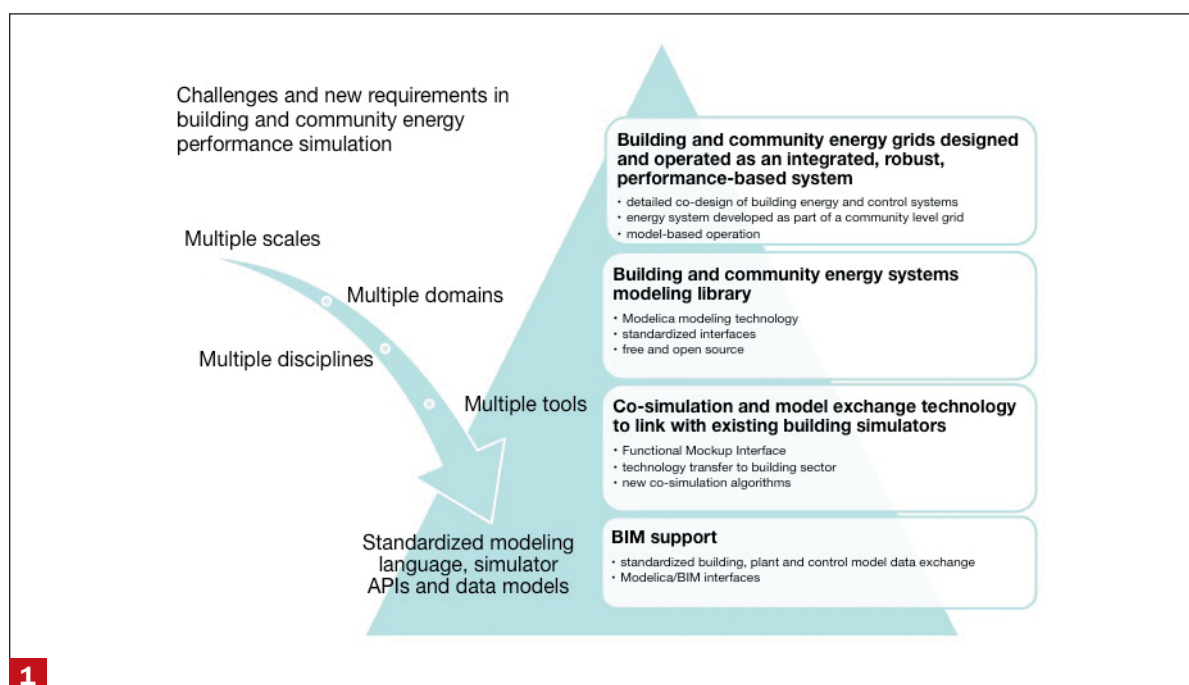 Challenges and new requirements in
building and community energy
performance simulation
Multiple scales
Multiple domains
Multiple disciplines
Multiple tools
Standardized modeling
language, simulator
APIs and data models
Building and community energy grids designed
and operated as an integrated, robust,
performance-based system
• detailed co-design of building energy and control systems
• energy system developed as part of a community level grid
• model-based operation
Building and community energy systems
modeling library
• Modelica modeling technology
• standardized interfaces
• free and open source
Co-simulation and model exchange technology
to link with existing building simulators
• Functional Mockup Interface
• technology transfer to building sector
• new co-simulation algorithms
BIM support
• standardized building, plant and control model data exchange
• Modelica/BIM interfaces
1